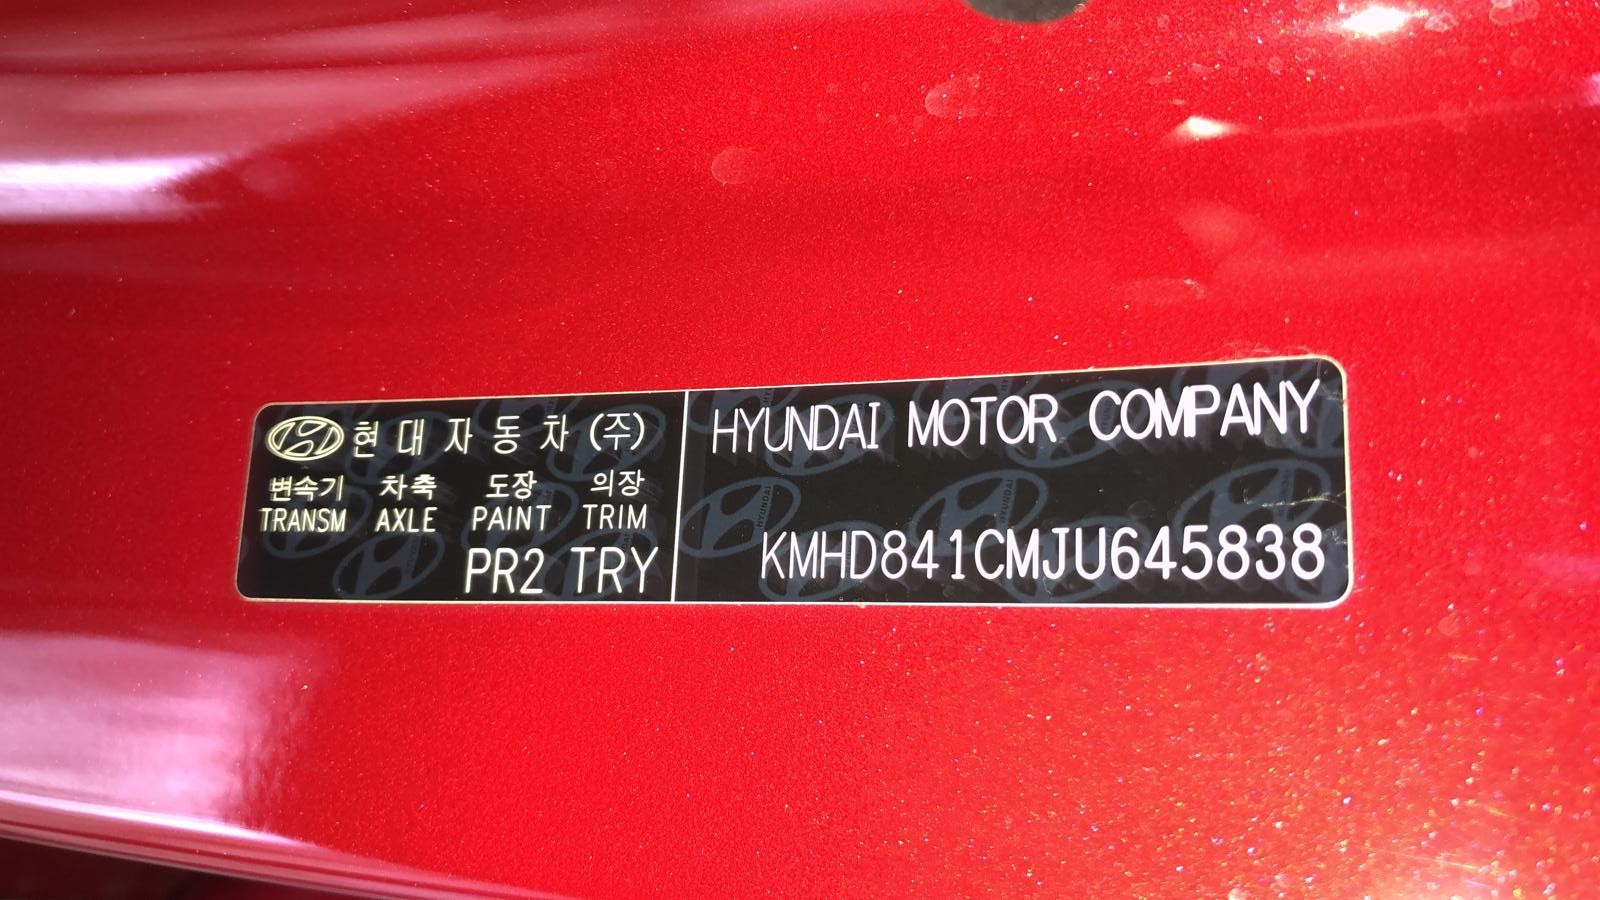 현대자동차(주)
변속기 차축 도장 의장
TRANSM AXLE PAINT TRIM
PR2 TRY
HYUNDAI MOTOR COMPANY
KMHD841CMJU645838